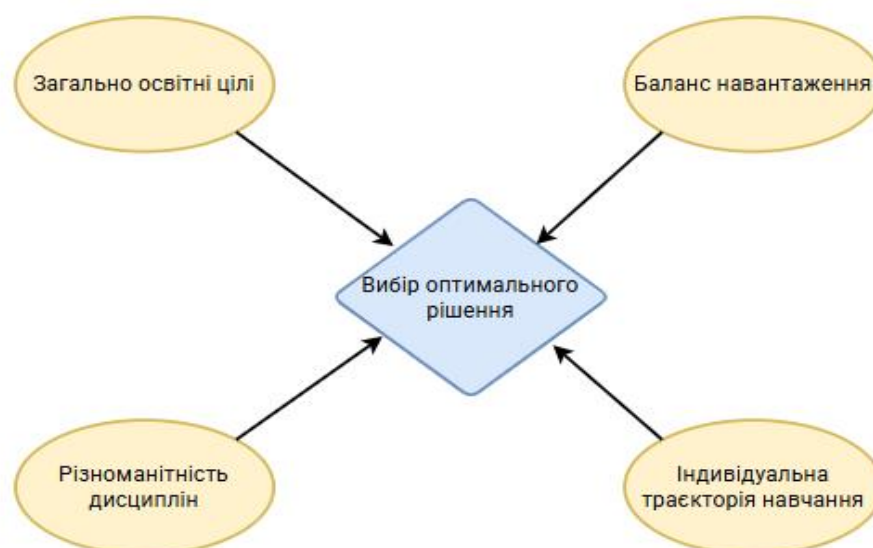 Загально освітні цілі
Баланс навантаження
Вибір оптимального
рішення
Різноманітність
дисциплін
Індивідуальна
траєкторія навчання